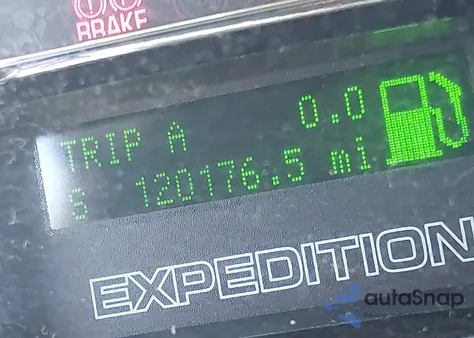 BRAKE
TRIP A 0.0
S 120176.5 mi
EXPEDITION
autaSnap